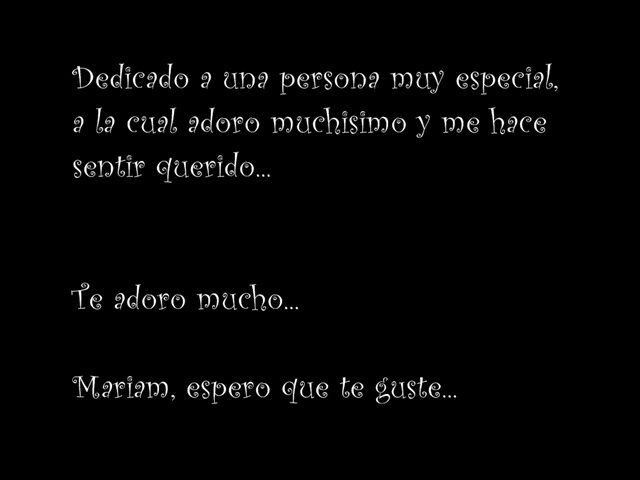 Dedicado a una persona muy especial,
a la cual adoro muchisimo y me hace
sentir querido...
Te adoro mucho...
Mariam, espero que te guste...